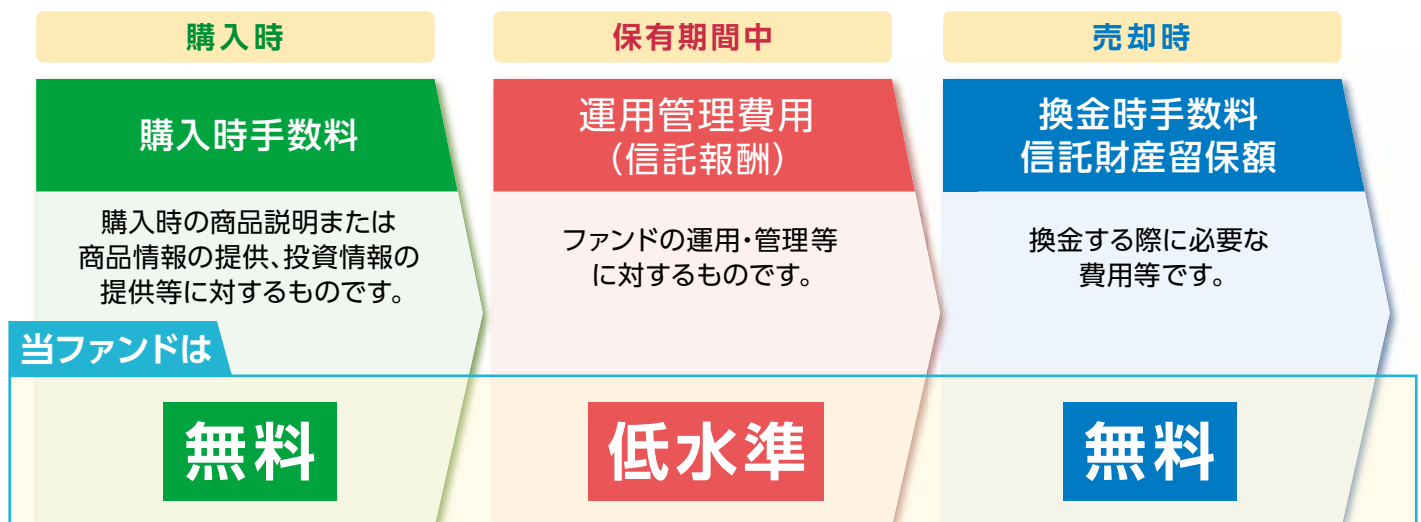 購入時
購入時手数料
購入時の商品説明または
商品情報の提供、投資情報の
提供等に対するものです。
保有期間中
運用管理費用
(信託報酬)
ファンドの運用・管理等
に対するものです。
売却時
換金時手数料
信託財産留保額
換金する際に必要な
費用等です。
当ファンドは
無料
低水準
無料